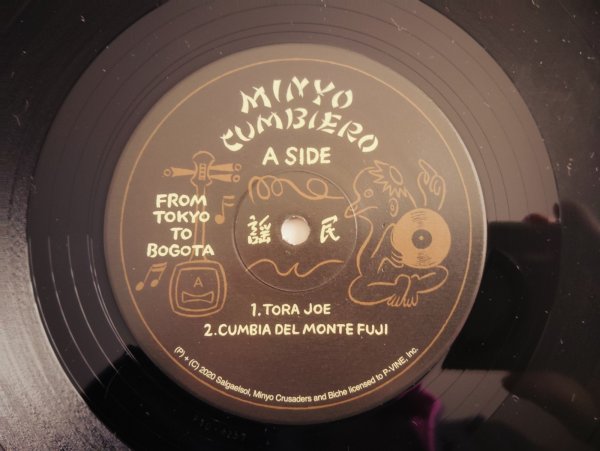 MINYO
CUMBIERO
A SIDE
FROM
TOKYO
TO
BOGOTA
謡 民
A
1.TORA JOE
2.CUMBIA DEL MONTE FUJI
(P) + (C) 2020 Salgaelsol, Minyo Crusaders and Biche licensed to P-VINE, Inc.